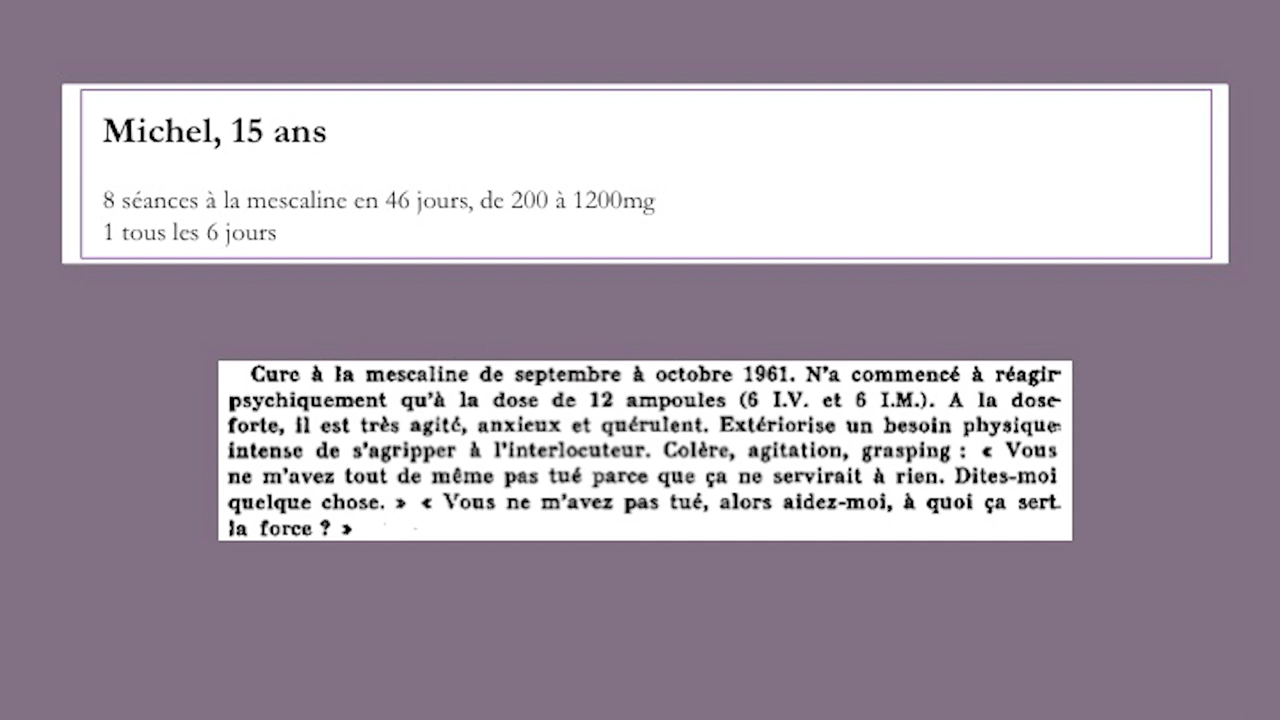 Michel, 15 ans
8 séances à la mescaline en 46 jours, de 200 à 1200mg
1 tous les 6 jours
Cure à la mescaline de septembre à octobre 1961. N'a commencé à réagir
psychiquement qu'à la dose de 12 ampoules (6 I.V. et 6 I.M.). A la dose
forte, il est très agité, anxieux et quérulent. Extériorise un besoin physique
intense de s'agripper à l'interlocuteur. Colère, agitation, grasping : « Vous
ne m'avez tout de même pas tué parce que ça ne servirait à rien. Dites-moi
quelque chose. » « Vous ne m'avez pas tué, alors aidez-moi, à quoi ça sert
la force ? »